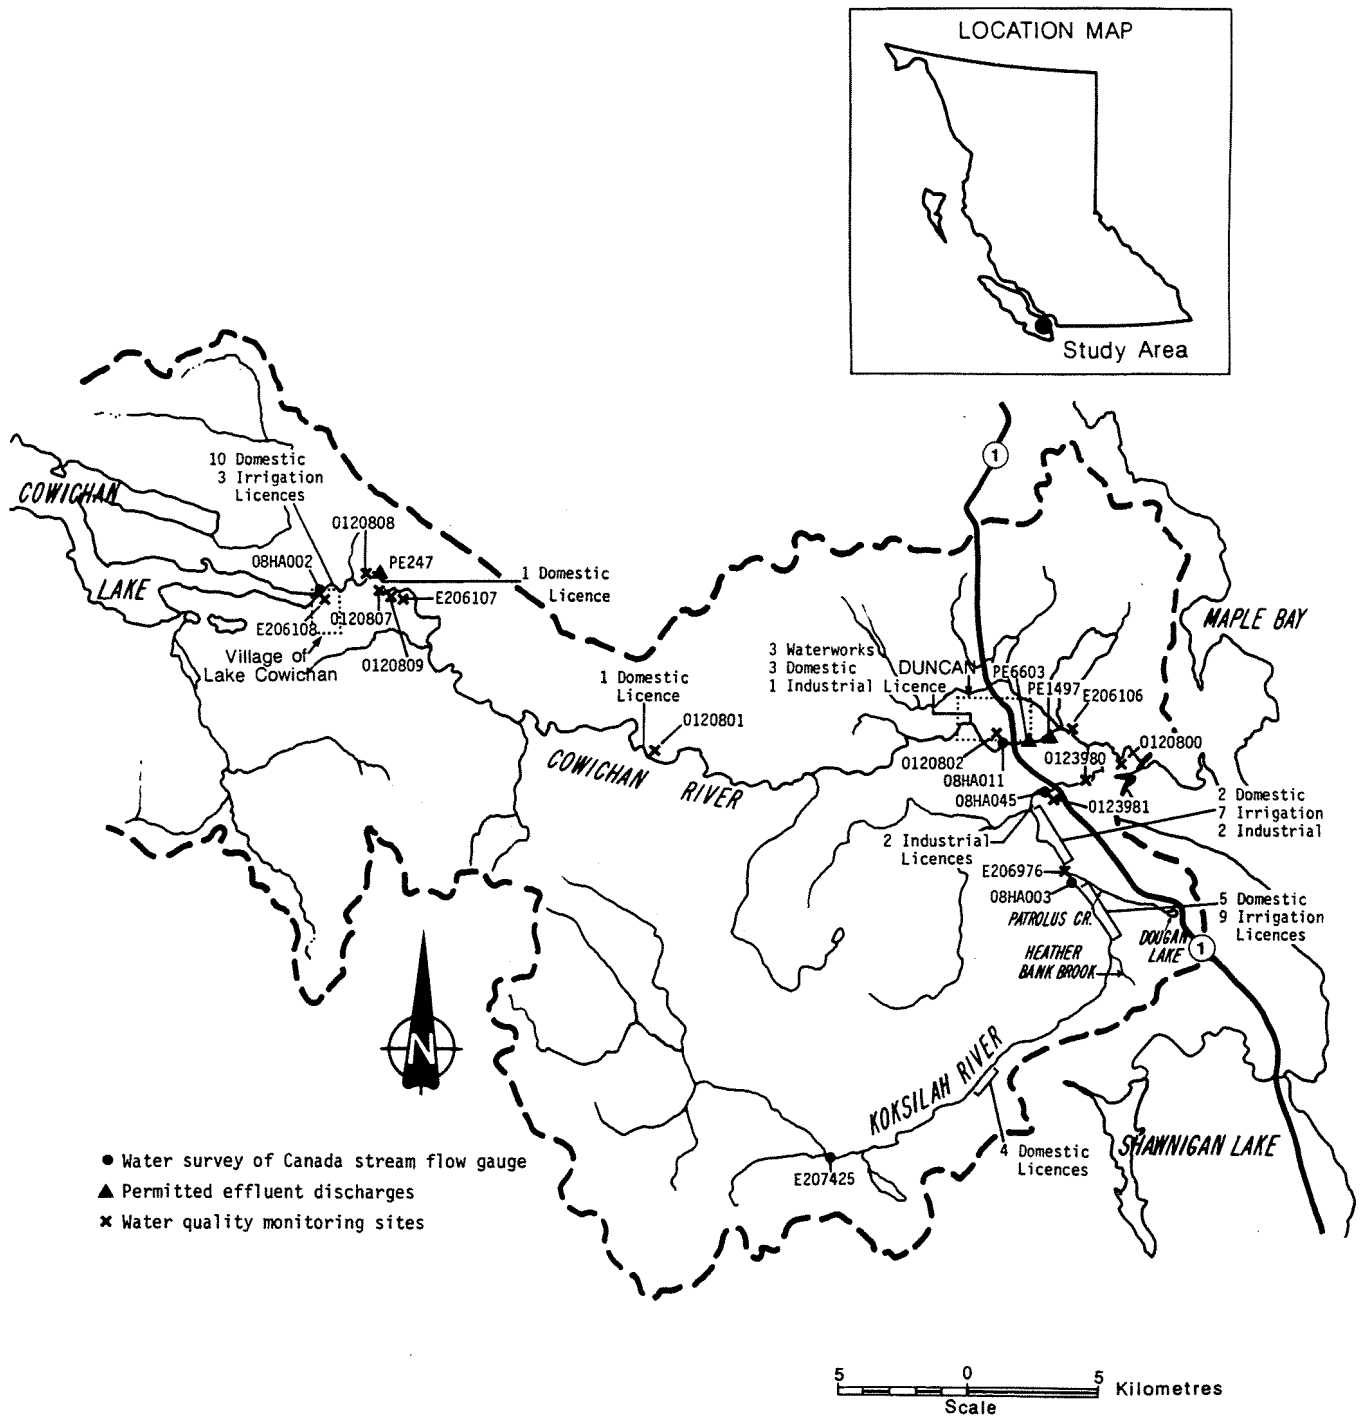 LOCATION MAP
Study Area
1
10 Domestic
3 Irrigation
Licences
COWICHAN
LAKE
0120808
08HA002
PE247
1 Domestic
Licence
E206107
E206108
0120807
0120809
Village of
Lake Cowichan
1 Domestic
Licence
0120801
COWICHAN RIVER
MAPLE BAY
3 Waterworks
3 Domestic
1 Industrial Licence
DUNCAN
PE6603
PE1497
E206106
0120800
0120802
0123980
08HA011
08HA045
0123981
2 Domestic
7 Irrigation
2 Industrial
2 Industrial
Licences
E206976
08HA003
PATROLUS CR.
5 Domestic
9 Irrigation
Licences
DOUGAN
LAKE
1
HEATHER
BANK BROOK
N
KOKSILAH RIVER
4 Domestic
Licences
SHAWNIGAN LAKE
E207425
Water survey of Canada stream flow gauge
Permitted effluent discharges
Water quality monitoring sites
5 0 5 Kilometres
Scale